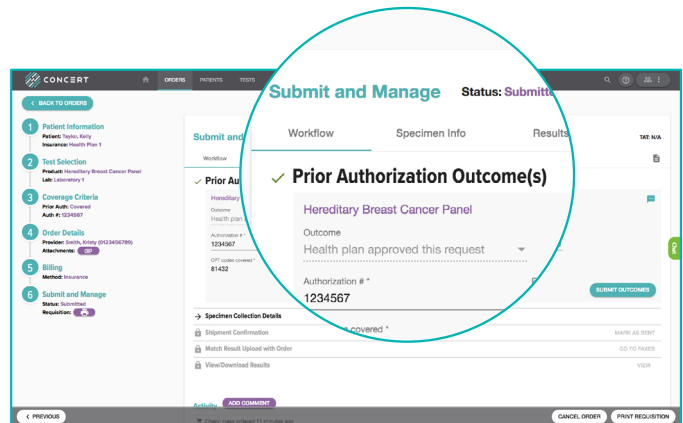 CONCERT
ORDERS
PATIENTS
TESTS
< BACK TO ORDERS
1 Patient Information
Patient: Taylor, Kelly
Insurance: Health Plan 1
2 Test Selection
Product: Hereditary Breast Cancer Panel
Lab: Laboratory 1
3 Coverage Criteria
Prior Auth: Covered
Auth #: 1234567
4 Order Details
Provider: Smith, Kristy (0123456789)
Attachments:
5 Billing
Method: Insurance
6 Submit and Manage
Status: Submitted
Requisition:
Submit and
TAT: N/A
Workflow
Prior Au
Hereditary
Outcome
Health plan
Authorization # *
1234567
CPT codes covered *
81432
Submit and Manage Status: Submitte
Workflow Specimen Info Results
Prior Authorization Outcome(s)
Hereditary Breast Cancer Panel
Outcome
Health plan approved this request
Authorization # *
1234567
covered *
SUBMIT OUTCOMES
Chat
Specimen Collection Details
Shipment Confirmation MARK AS SENT
Match Result Upload with Order GO TO FAXES
View/Download Results VIEW
Activity ADD COMMENT
< PREVIOUS CANCEL ORDER PRINT REQUISITION